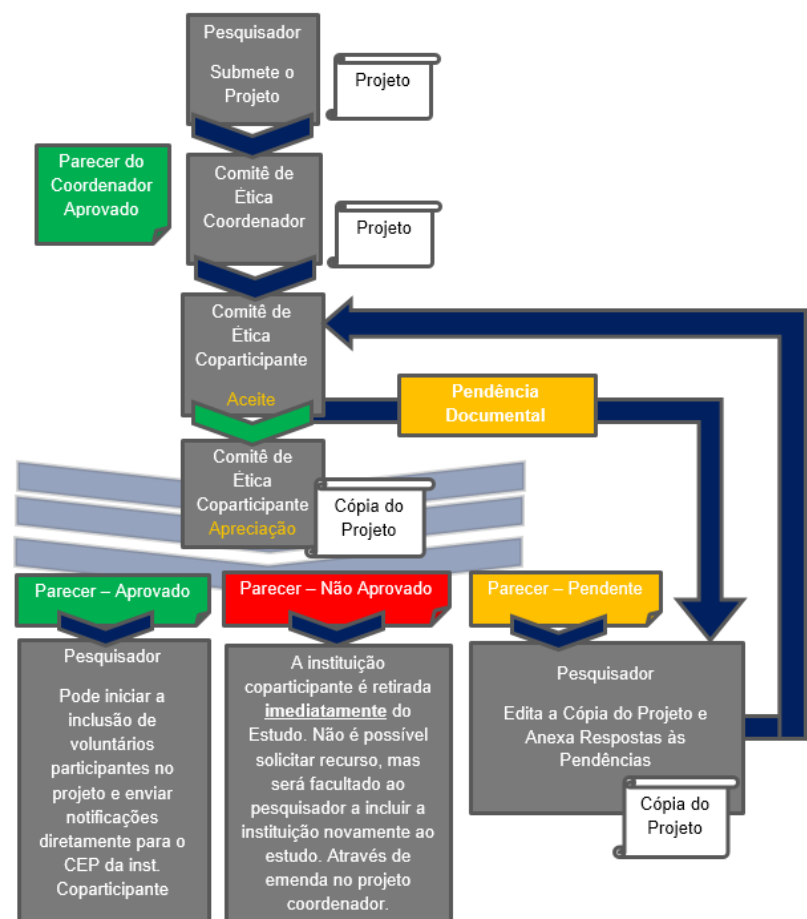 Pesquisador
Submete o
Projeto
Projeto
Parecer do
Coordenador
Aprovado
Comitê de
Ética
Coordenador
Projeto
Comitê de
Ética
Coparticipante
Aceite
Pendência
Documental
Comitê de
Ética
Coparticipante
Apreciação
Cópia do
Projeto
Parecer – Aprovado
Parecer – Não Aprovado
Parecer – Pendente
Pesquisador
Pode iniciar a
inclusão de
voluntários
participantes no
projeto e enviar
notificações
diretamente para o
CEP da inst.
Coparticipante
A instituição
coparticipante é retirada
imediatamente do
Estudo. Não é possível
solicitar recurso, mas
será facultado ao
pesquisador a incluir a
instituição novamente ao
estudo. Através de
emenda no projeto
coordenador.
Pesquisador
Edita a Cópia do Projeto e
Anexa Respostas às
Pendências
Cópia do
Projeto